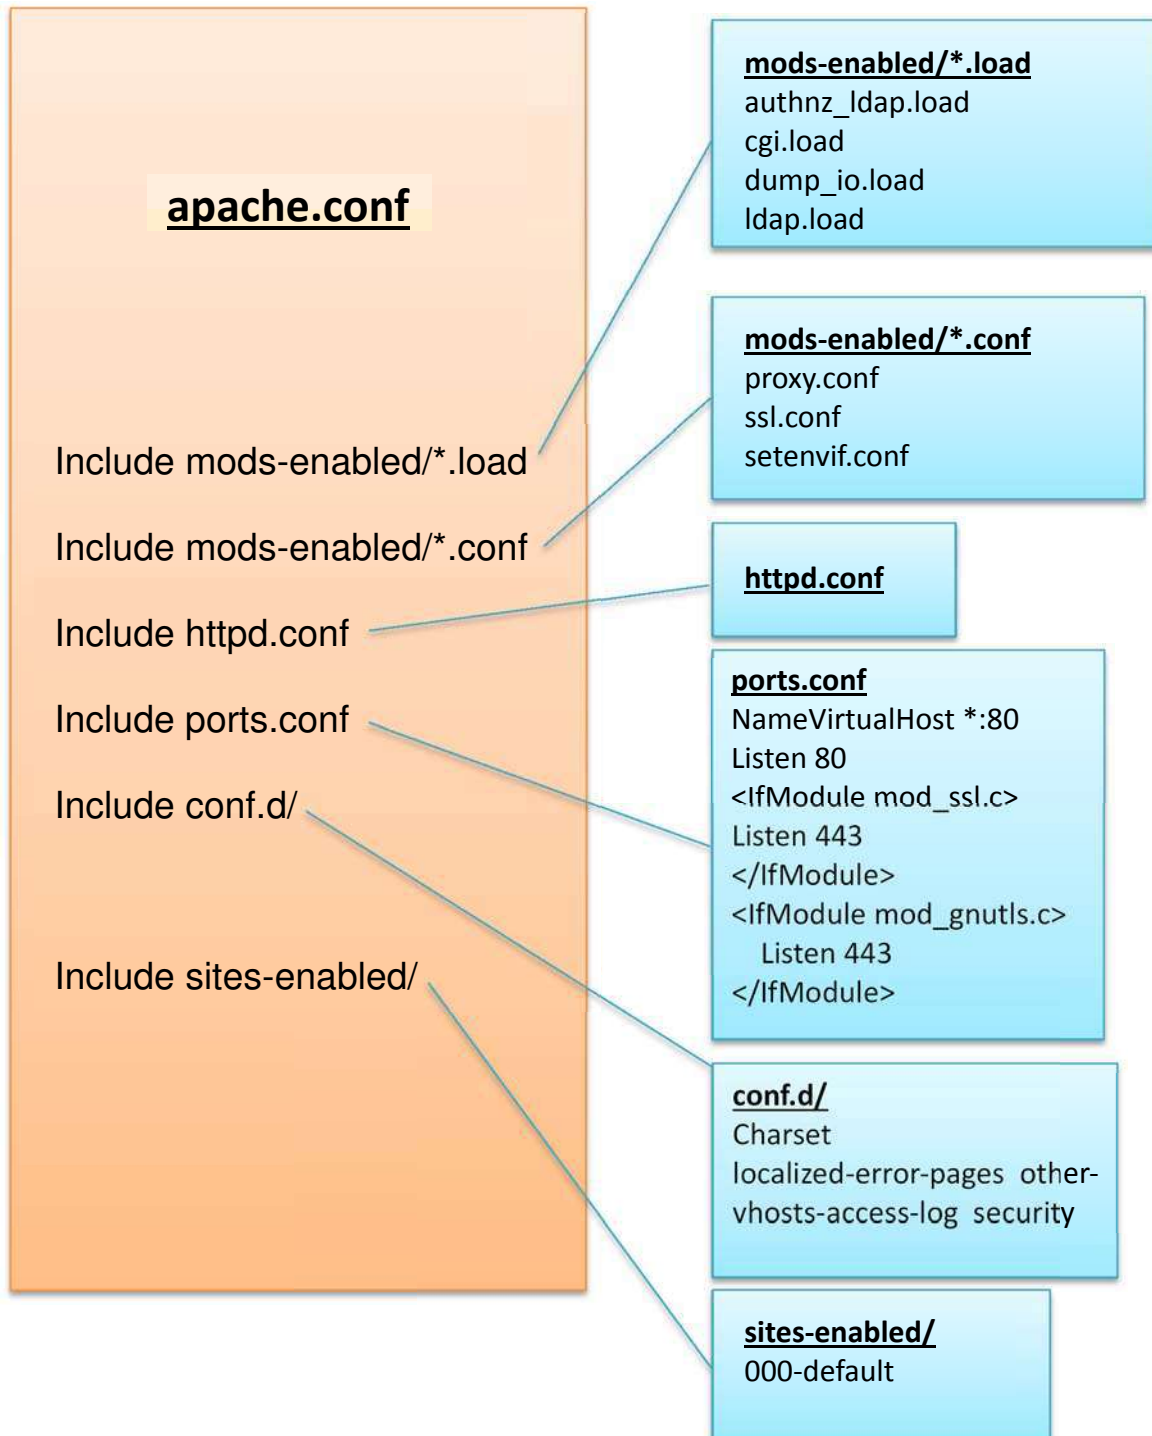 apache.conf
Include mods-enabled/*.load
Include mods-enabled/*.conf
Include httpd.conf
Include ports.conf
Include conf.d/
Include sites-enabled/
mods-enabled/*.load
authnz_ldap.load
cgi.load
dump_io.load
ldap.load
mods-enabled/*.conf
proxy.conf
ssl.conf
setenvif.conf
httpd.conf
ports.conf
NameVirtualHost *:80
Listen 80
<IfModule mod_ssl.c>
Listen 443
</IfModule>
<IfModule mod_gnutls.c>
Listen 443
</IfModule>
conf.d/
Charset
localized-error-pages other-
vhosts-access-log security
sites-enabled/
000-default